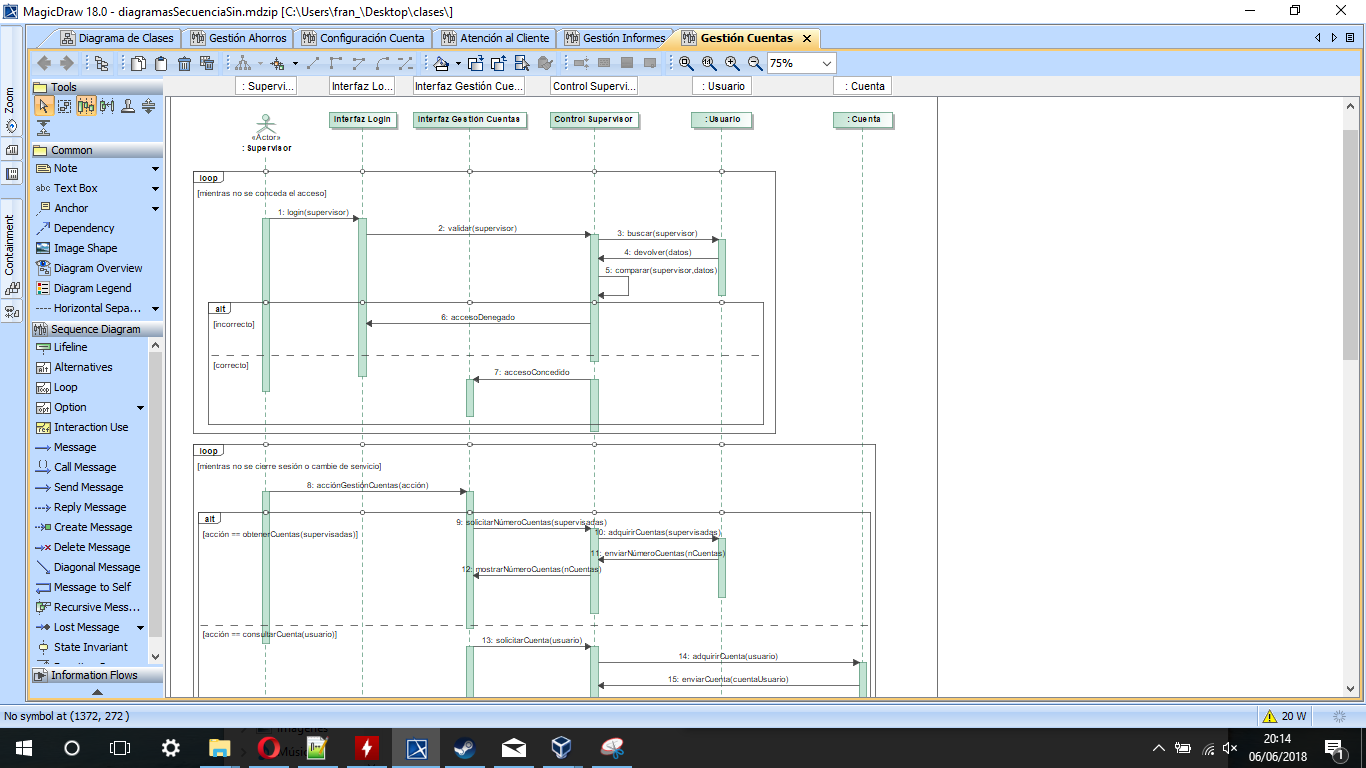 MagicDraw 18.0 - diagramasSecuenciaSin.mdzip [C:\Users\fran_\Desktop\clases\]
Diagrama de Clases
Gestión Ahorros
Configuración Cuenta
Atención al Cliente
Gestión Informes
Gestión Cuentas
75%
Zoom
Containment
Tools
Common
Note
abc Text Box
Anchor
Dependency
Image Shape
Diagram Overview
Diagram Legend
Horizontal Sepa...
Sequence Diagram
Lifeline
alt Alternatives
loop Loop
opt Option
ref Interaction Use
Message
Call Message
Send Message
Reply Message
Create Message
Delete Message
Diagonal Message
Message to Self
Recursive Mess...
Lost Message
State Invariant
Information Flows
: Supervi...
Interfaz Lo...
Interfaz Gestión Cue...
Control Supervi...
: Usuario
: Cuenta
«Actor»
: Supervisor
Interfaz Login
Interfaz Gestión Cuentas
Control Supervisor
: Usuario
: Cuenta
loop
[mientras no se conceda el acceso]
1: login(supervisor)
2: validar(supervisor)
3: buscar(supervisor)
4: devolver(datos)
5: comparar(supervisor,datos)
alt
[incorrecto]
6: accesoDenegado
[correcto]
7: accesoConcedido
loop
[mientras no se cierre sesión o cambie de servicio]
8: acciónGestiónCuentas(acción)
alt
[acción == obtenerCuentas(supervisadas)]
9: solicitarNúmeroCuentas(supervisadas)
10: adquirirCuentas(supervisadas)
11: enviarNúmeroCuentas(nCuentas)
12: mostrarNúmeroCuentas(nCuentas)
[acción == consultarCuenta(usuario)]
13: solicitarCuenta(usuario)
14: adquirirCuenta(usuario)
15: enviarCuenta(cuentaUsuario)
No symbol at (1372, 272 )
20 W
Imágenes
Músic
20:14
06/06/2018
1